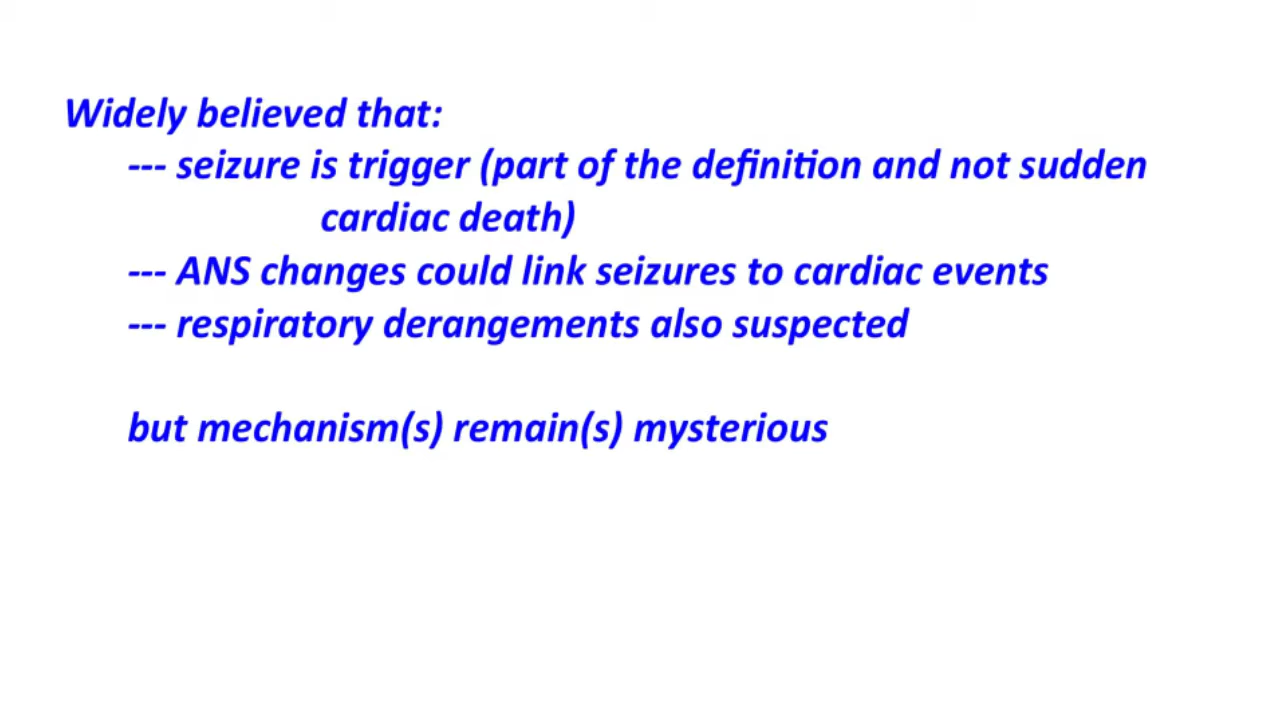 Widely believed that:
--- seizure is trigger (part of the definition and not sudden
cardiac death)
--- ANS changes could link seizures to cardiac events
--- respiratory derangements also suspected
but mechanism(s) remain(s) mysterious